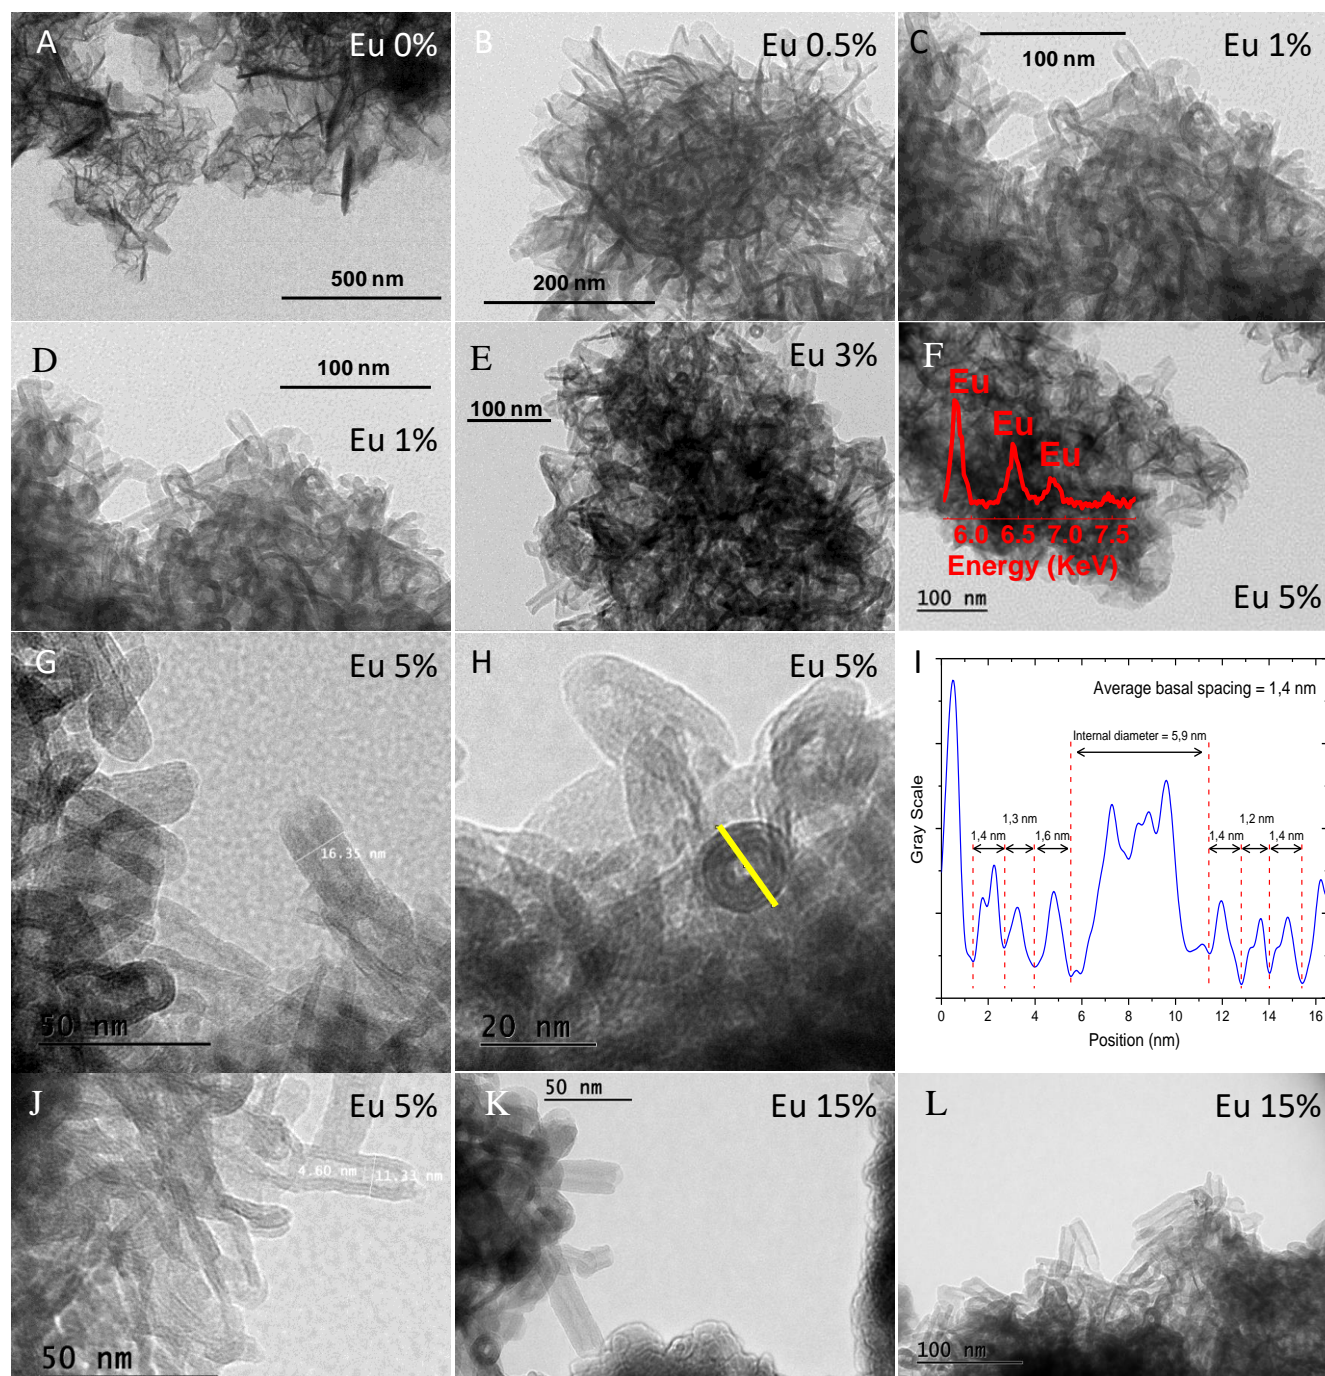 A
Eu 0%
500 nm
B
Eu 0.5%
200 nm
C
Eu 1%
100 nm
D
100 nm
Eu 1%
E
Eu 3%
100 nm
F
Eu
Eu
Eu
6.0 6.5 7.0 7.5
Energy (KeV)
100 nm
Eu 5%
G
Eu 5%
16.35 nm
50 nm
H
Eu 5%
20 nm
I
Average basal spacing = 1,4 nm
Internal diameter = 5,9 nm
1,3 nm
1,4 nm
1,6 nm
1,2 nm
1,4 nm
1,4 nm
Gray Scale
0 2 4 6 8 10 12 14 16
Position (nm)
J
Eu 5%
4.60 nm
11.33 nm
50 nm
K
50 nm
Eu 15%
L
Eu 15%
100 nm